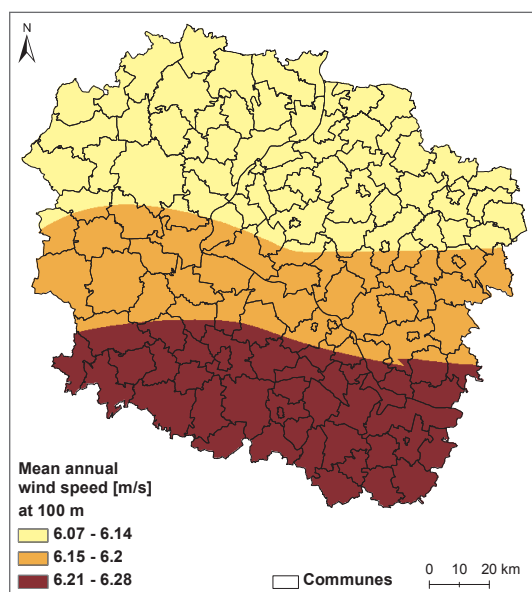 N
Mean annual
wind speed [m/s]
at 100 m
6.07 - 6.14
6.15 - 6.2
6.21 - 6.28
Communes
0 10 20 km